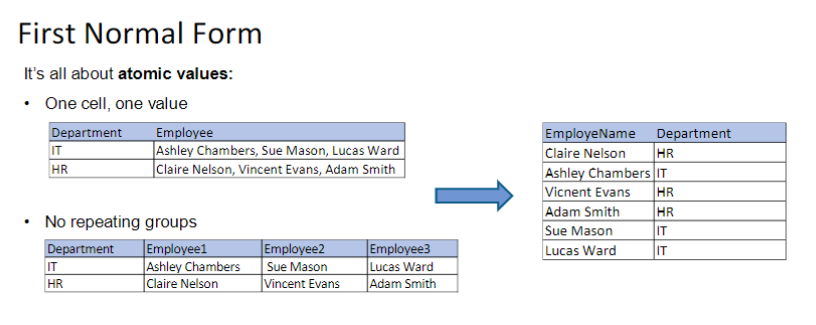 First Normal Form
It's all about atomic values:
• One cell, one value
Department Employee
IT Ashley Chambers, Sue Mason, Lucas Ward
HR Claire Nelson, Vincent Evans, Adam Smith
• No repeating groups
Department Employee1 Employee2 Employee3
IT Ashley Chambers Sue Mason Lucas Ward
HR Claire Nelson Vincent Evans Adam Smith
EmployeName Department
Claire Nelson HR
Ashley Chambers IT
Vicnent Evans HR
Adam Smith HR
Sue Mason IT
Lucas Ward IT